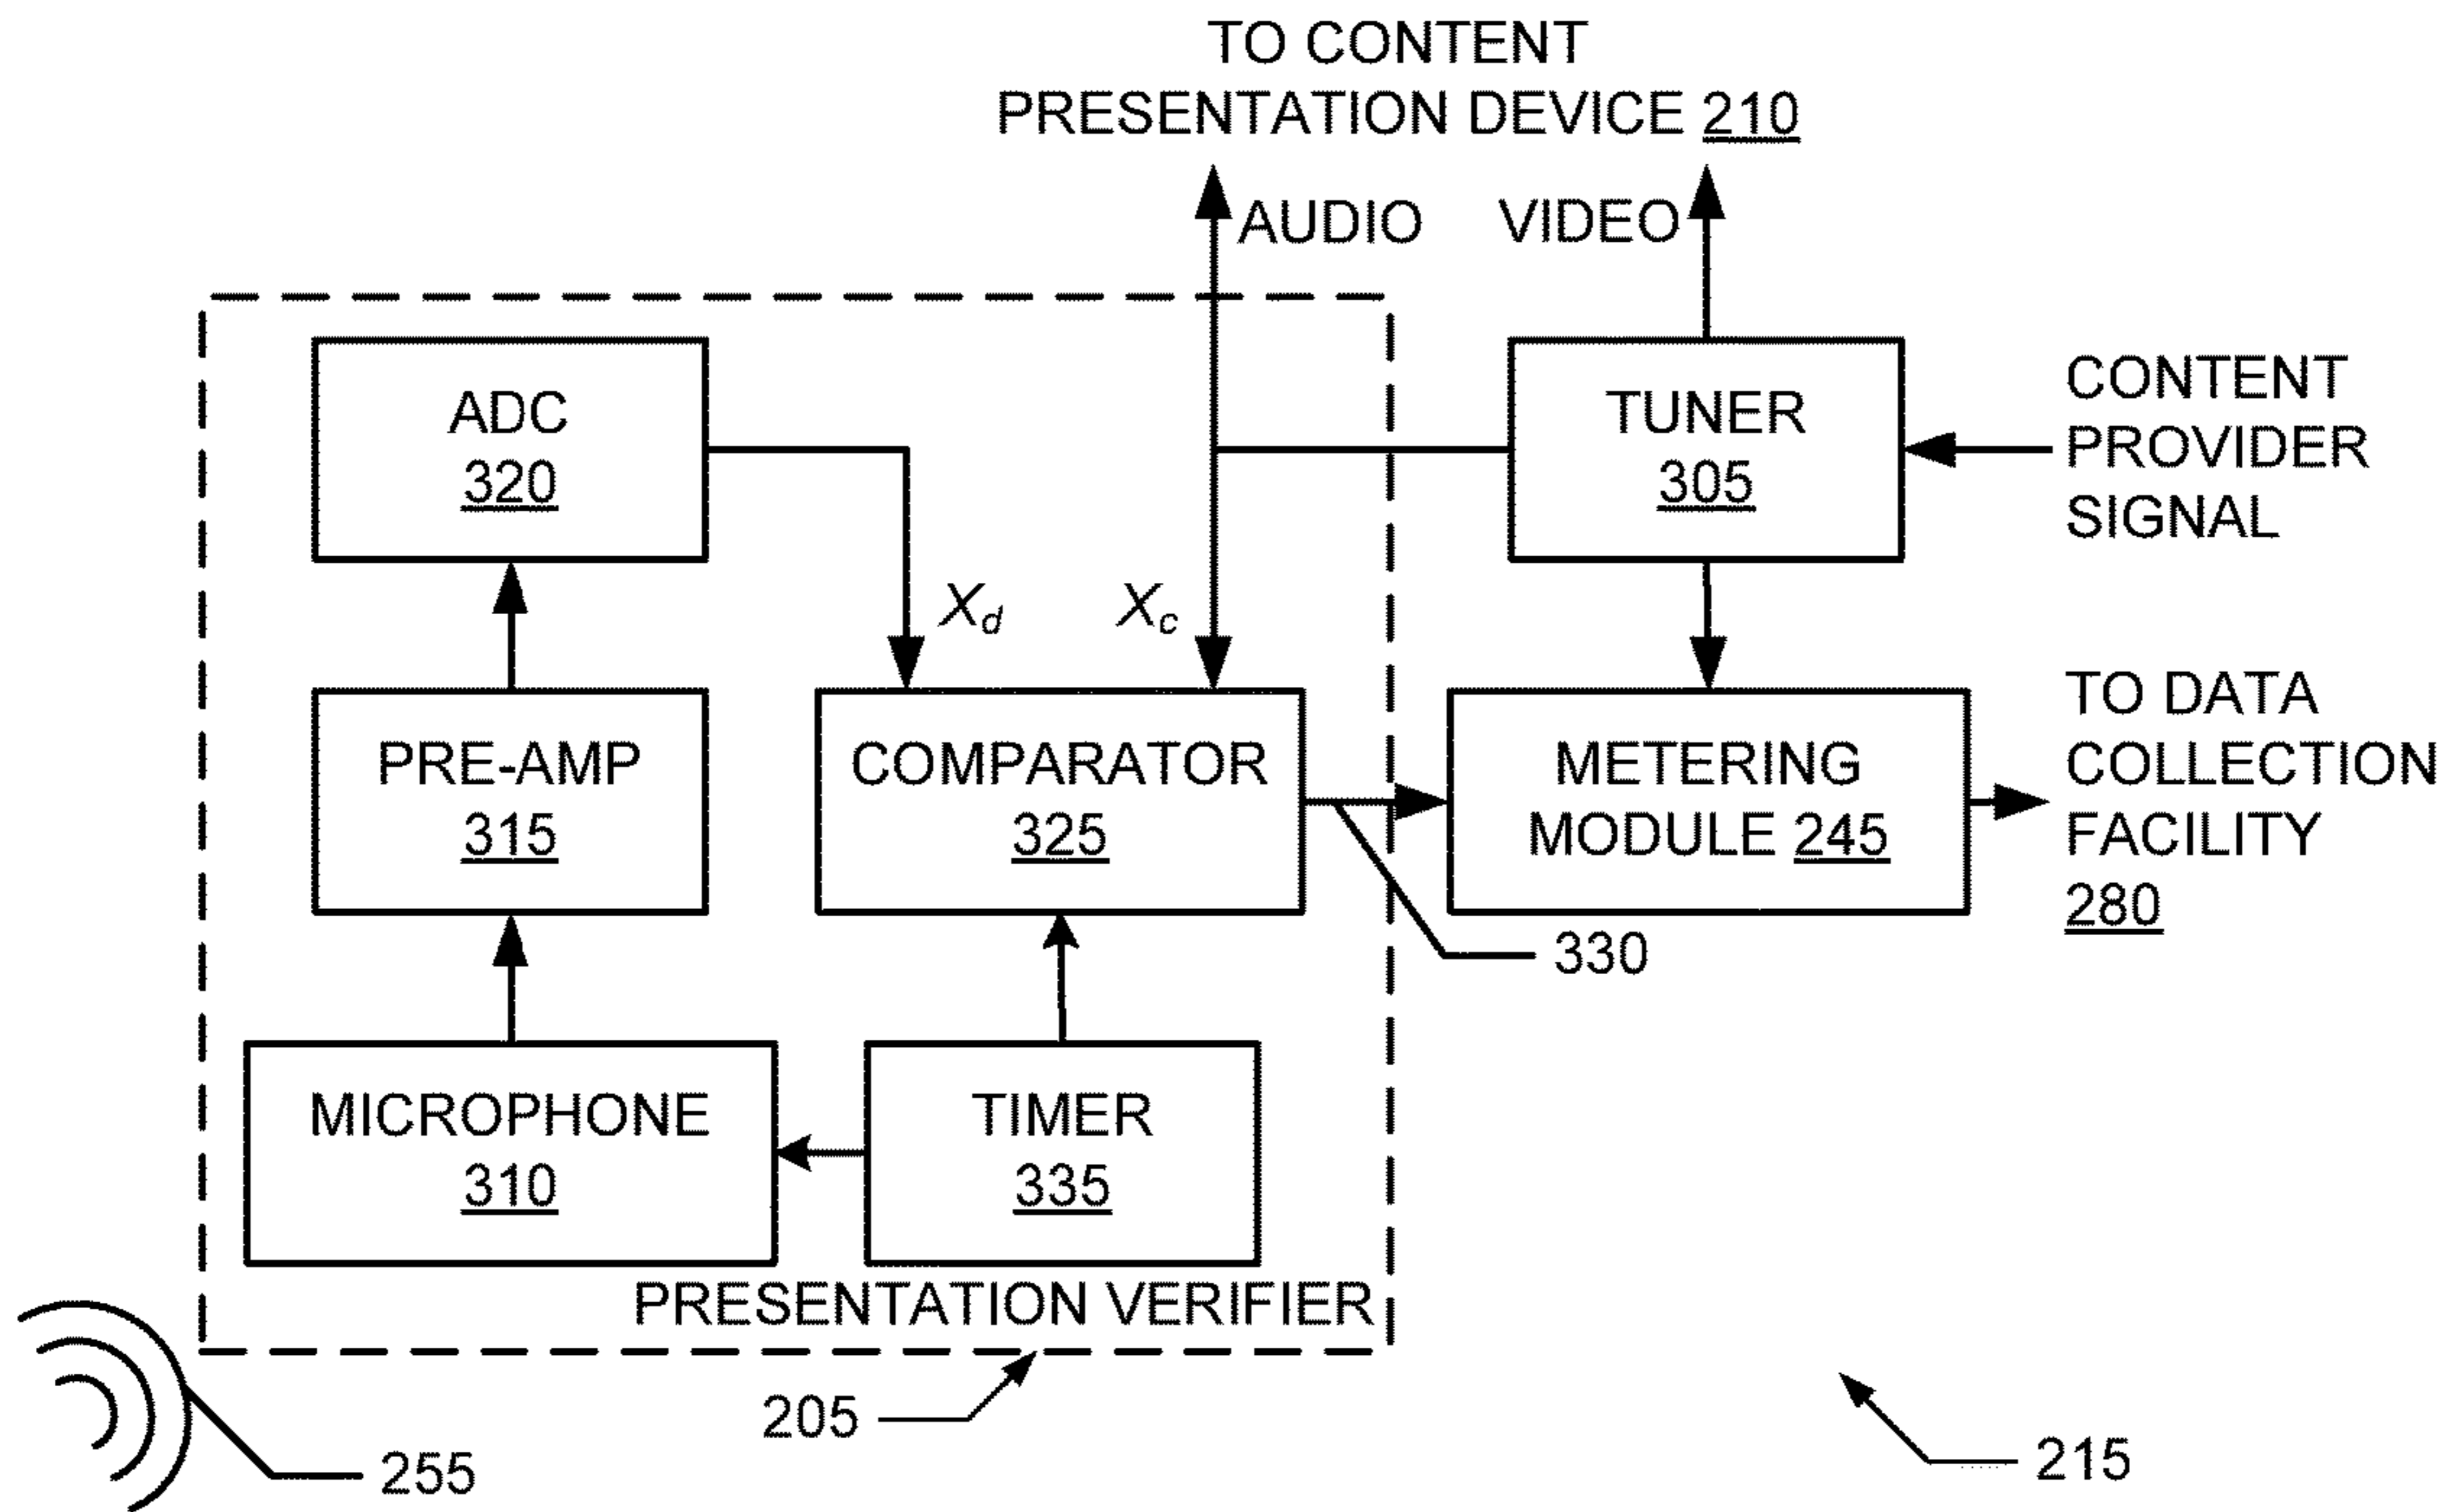 TO CONTENT
PRESENTATION DEVICE 210
AUDIO
VIDEO
ADC
320
TUNER
305
CONTENT
PROVIDER
SIGNAL
Xd
Xc
PRE-AMP
315
COMPARATOR
325
METERING
MODULE 245
TO DATA
COLLECTION
FACILITY
280
330
MICROPHONE
310
TIMER
335
PRESENTATION VERIFIER
205
255
215